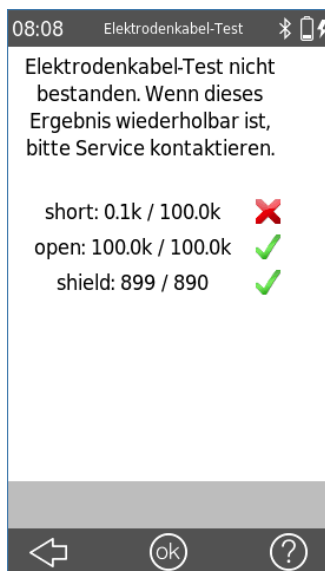 08:08 Elektrodenkabel-Test
Elektrodenkabel-Test nicht
bestanden. Wenn dieses
Ergebnis wiederholbar ist,
bitte Service kontaktieren.
short: 0.1k / 100.0k
open: 100.0k / 100.0k
shield: 899 / 890
ok ?